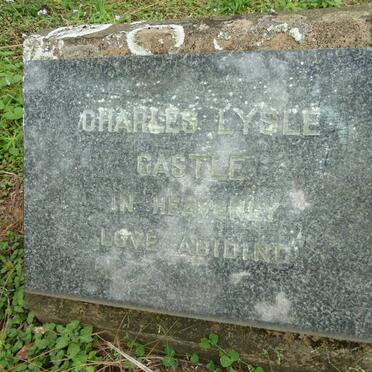 CHARLES LYSLE
CASTLE
IN HEAVENLY
LOVE ABIDING